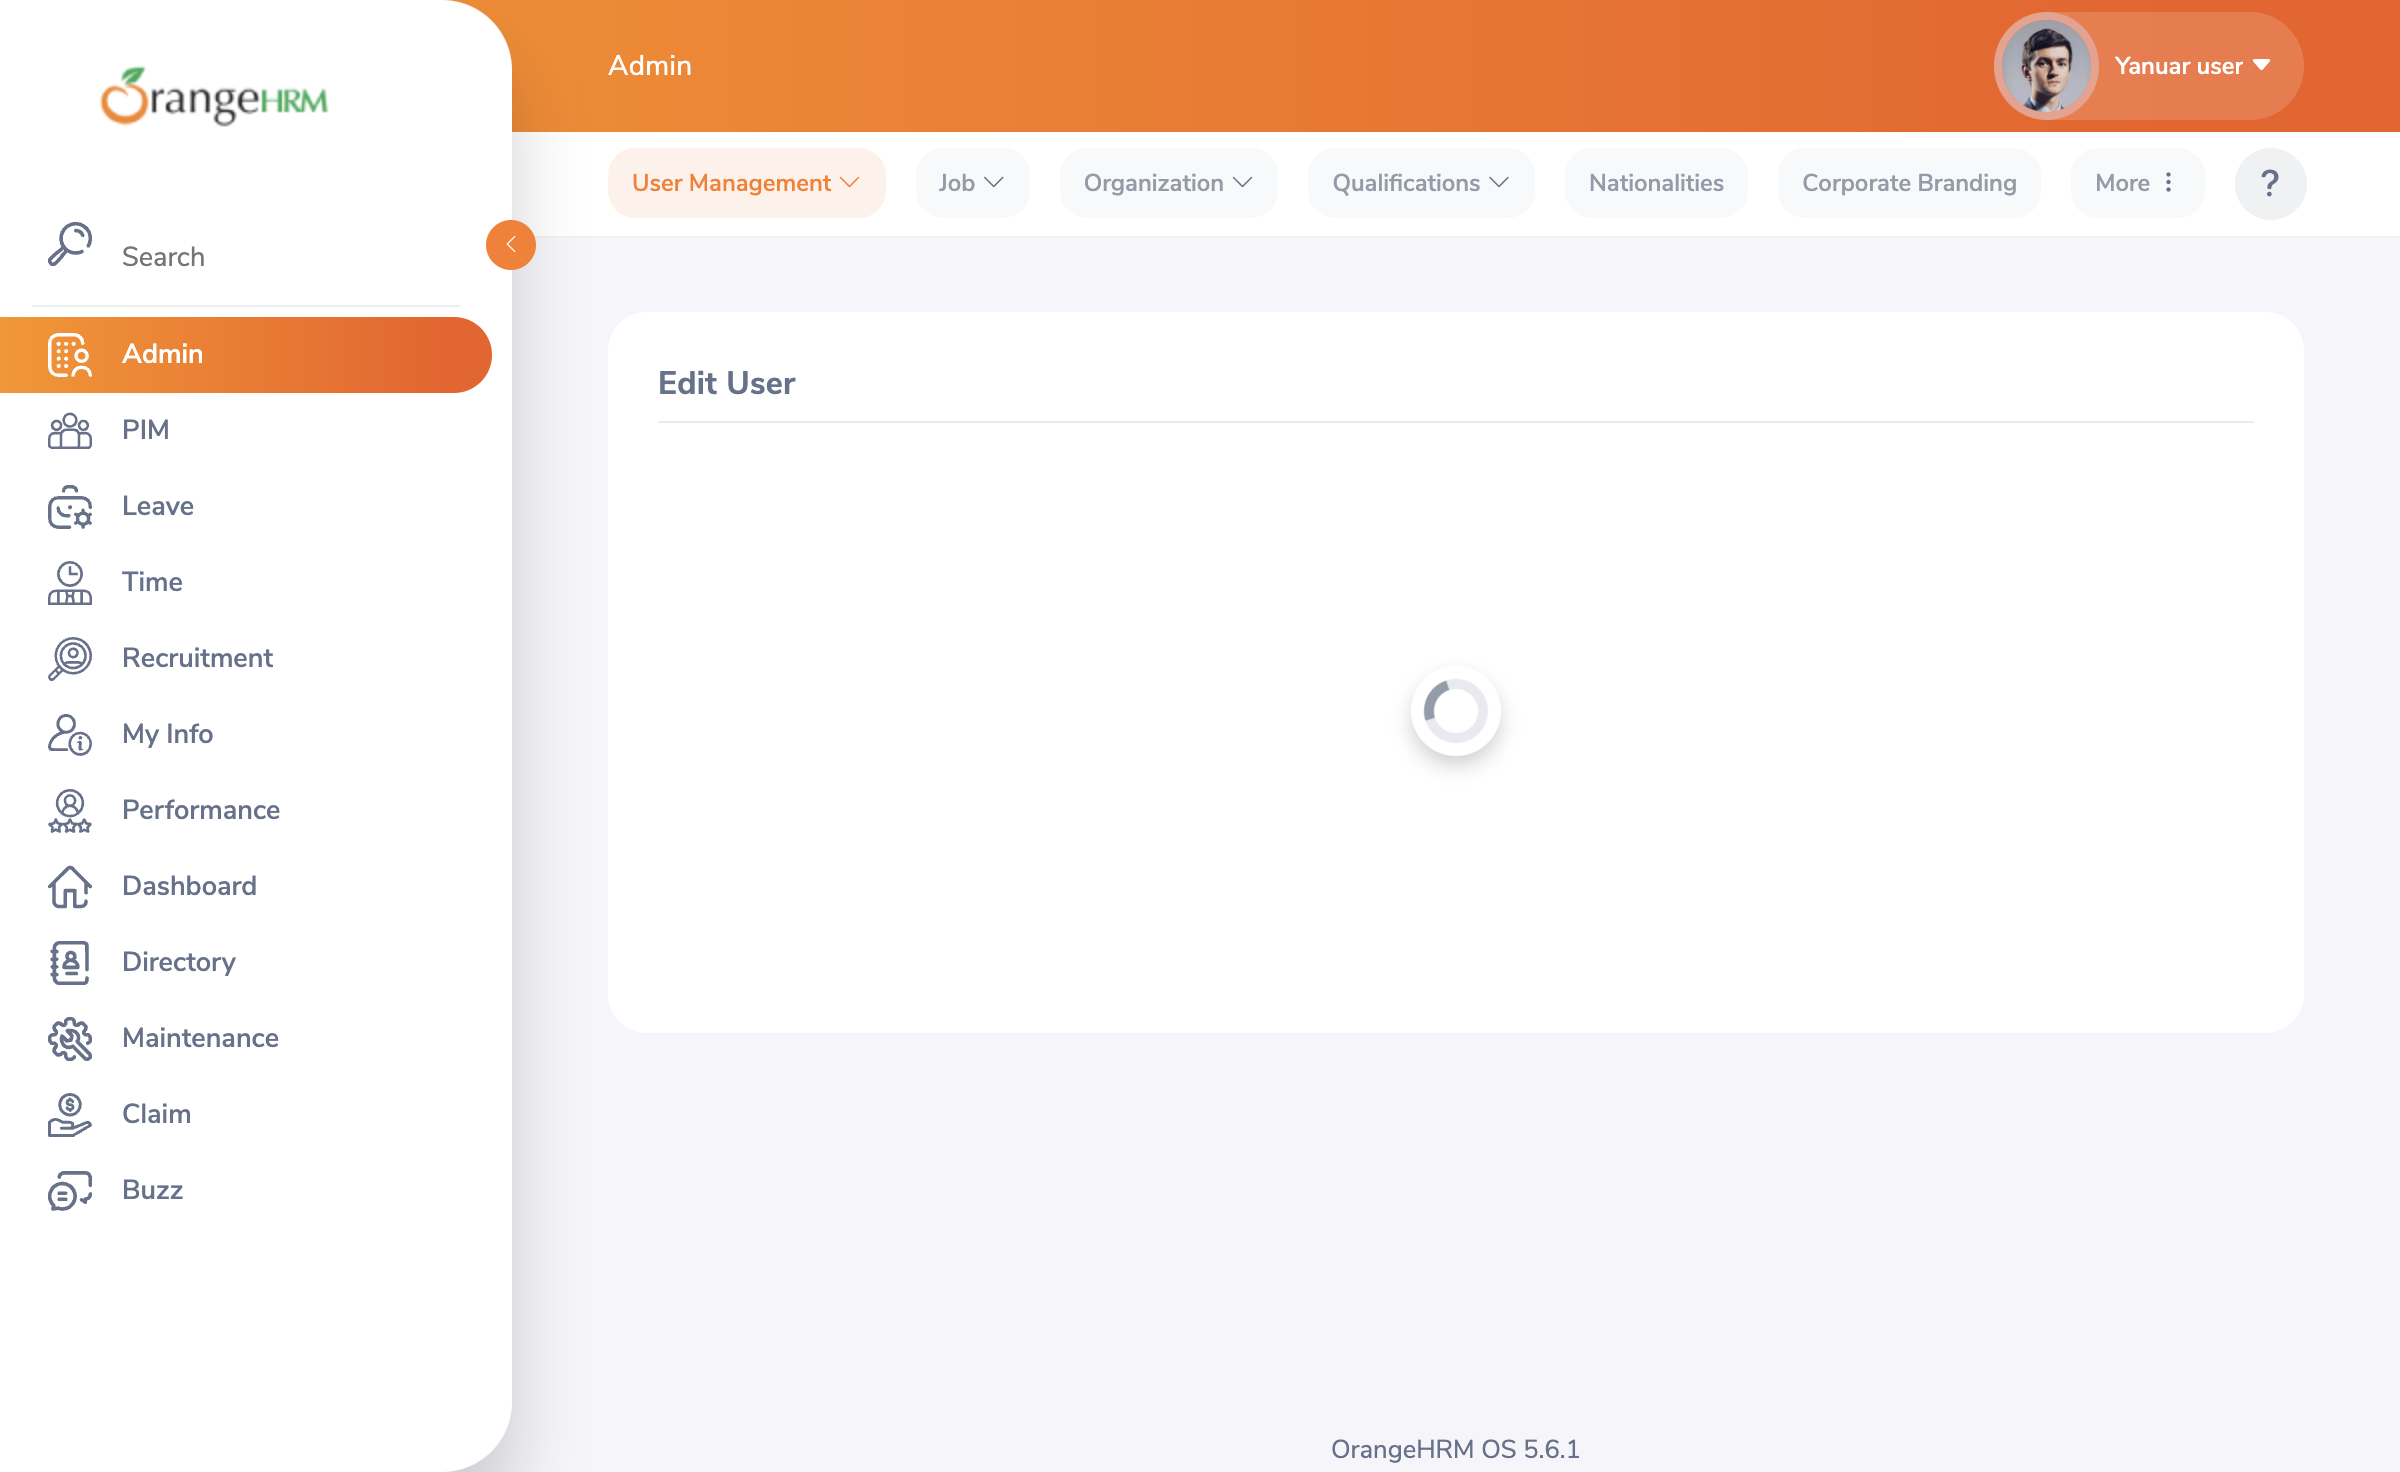 OrangeHRM
Search
Admin
PIM
Leave
Time
Recruitment
My Info
Performance
Dashboard
Directory
Maintenance
Claim
Buzz
Admin
Yanuar user
User Management
Job
Organization
Qualifications
Nationalities
Corporate Branding
More
?
Edit User
OrangeHRM OS 5.6.1